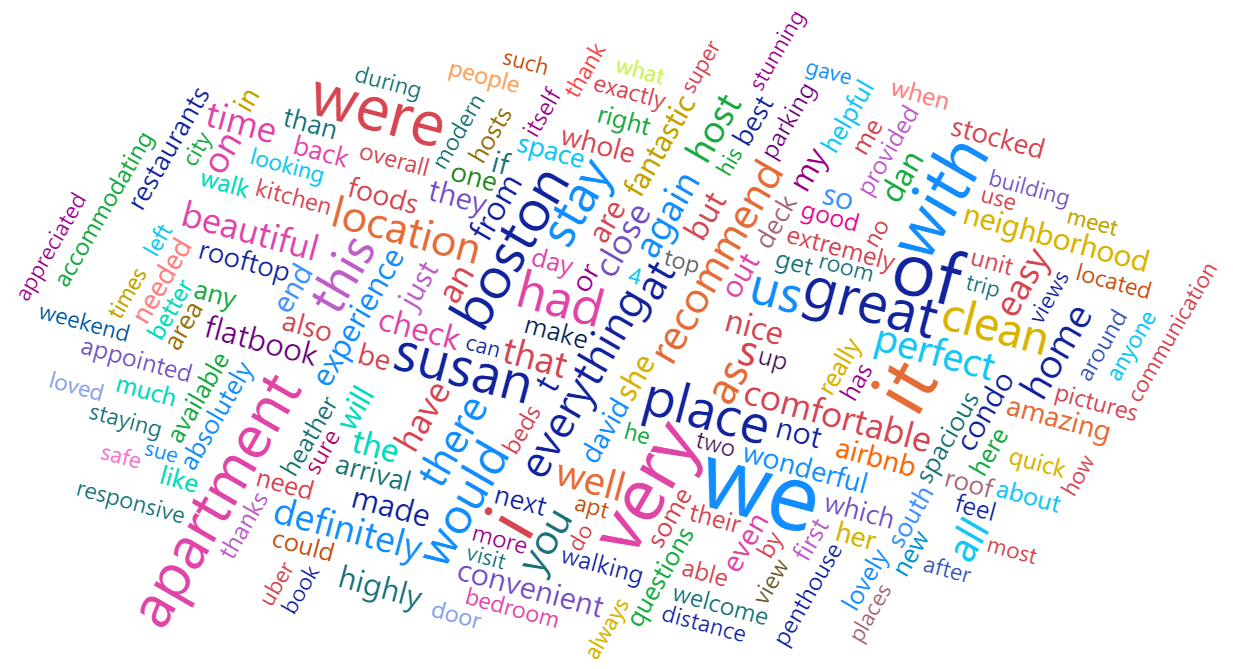 stunning
super
gave
such
what
thank
people
during
exactly
when
were
best
parking
helpful
itself
right
modern
hosts
restaurants
in
time
than
host
fantastic
whole
space
if
provided
me
stocked
his
my
dan
with
building
city
on
back
overall
looking
one
they
from
stay
boston
accommodating
walk
kitchen
foods
are
close
again
but
recommend
deck
good
so
use
meet
neighborhood
appreciated
left
beautiful
location
this
rooftop
an
day
or
at
top
out
extremely
no
get
room
of
unit
trip
easy
views
located
times
needed
better
area
any
end
experience
just
had
4
us
great
clean
home
around
anyone
communication
weekend
flatbook
also
be
check
can
make
that
everything
nice
up
perfect
really
has
it
appointed
loved
much
available
absolutely
susan
t
she
ass
place
comfortable
condo
spacious
pictures
amazing
staying
safe
sue
like
heather
sure
will
the
have
there
beds
david
he
two
not
airbnb
wonderful
here
quick
how
responsive
apartment
thanks
need
arrival
made
would
next
well
apt
very
we
which
roof
about
feel
south
definitely
i
you
more
do
some
their
even
by
first
her
new
all
most
could
uber
book
highly
visit
convenient
walking
questions
able
view
penthouse
lovely
after
door
bedroom
always
distance
welcome
places